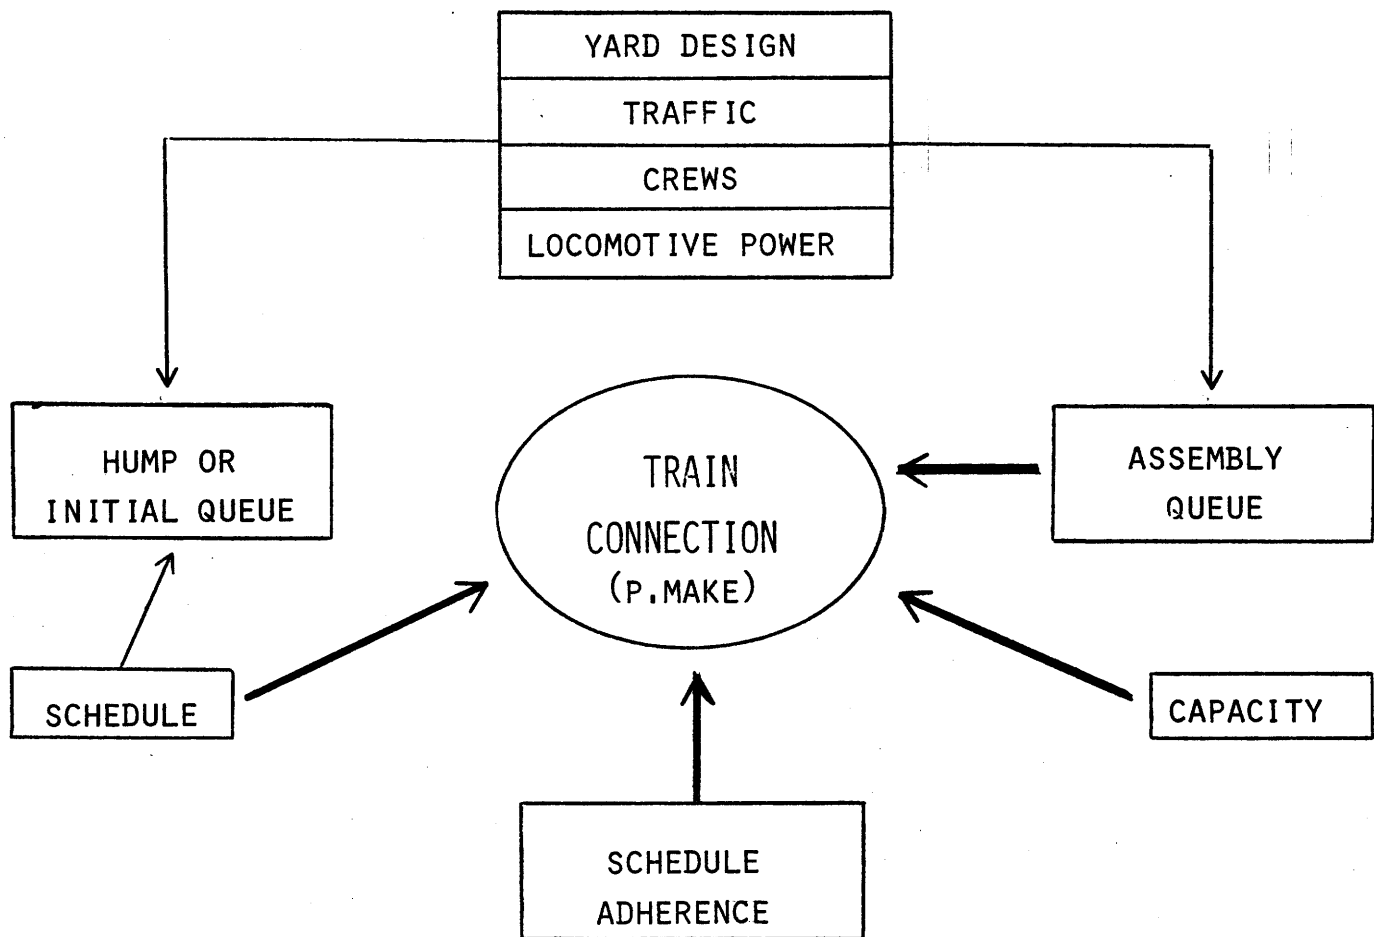 YARD DESIGN
TRAFFIC
CREWS
LOCOMOTIVE POWER
HUMP OR
INITIAL QUEUE
TRAIN
CONNECTION
(P.MAKE)
ASSEMBLY
QUEUE
SCHEDULE
CAPACITY
SCHEDULE
ADHERENCE